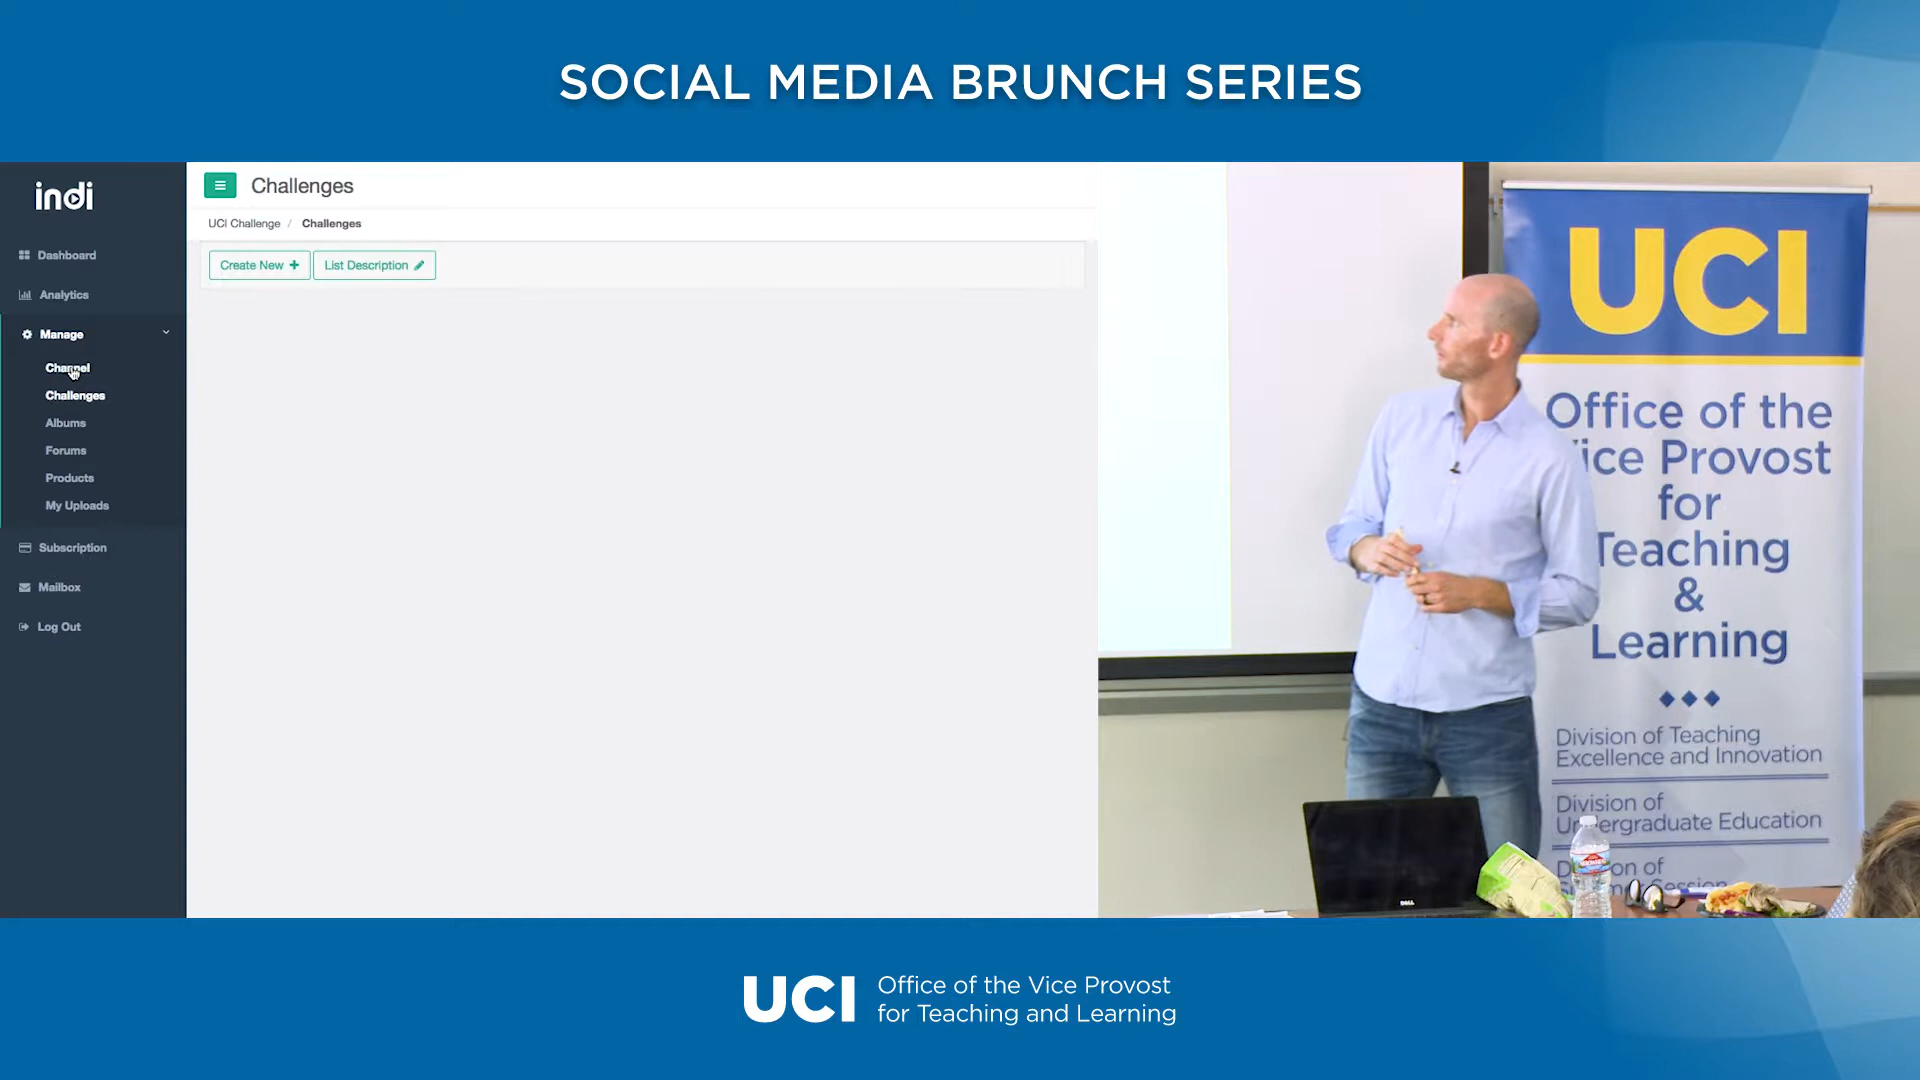 SOCIAL MEDIA BRUNCH SERIES
indi
Dashboard
Analytics
Manage
Channel
Challenges
Albums
Forums
Products
My Uploads
Subscription
Mailbox
Log Out
Challenges
UCI Challenge / Challenges
Create New +
List Description
UCI
Office of the
ice Provost
for
Teaching
&
Learning
Division of Teaching
Excellence and Innovation
Division of
Undergraduate Education
DELL
UCI
Office of the Vice Provost
for Teaching and Learning